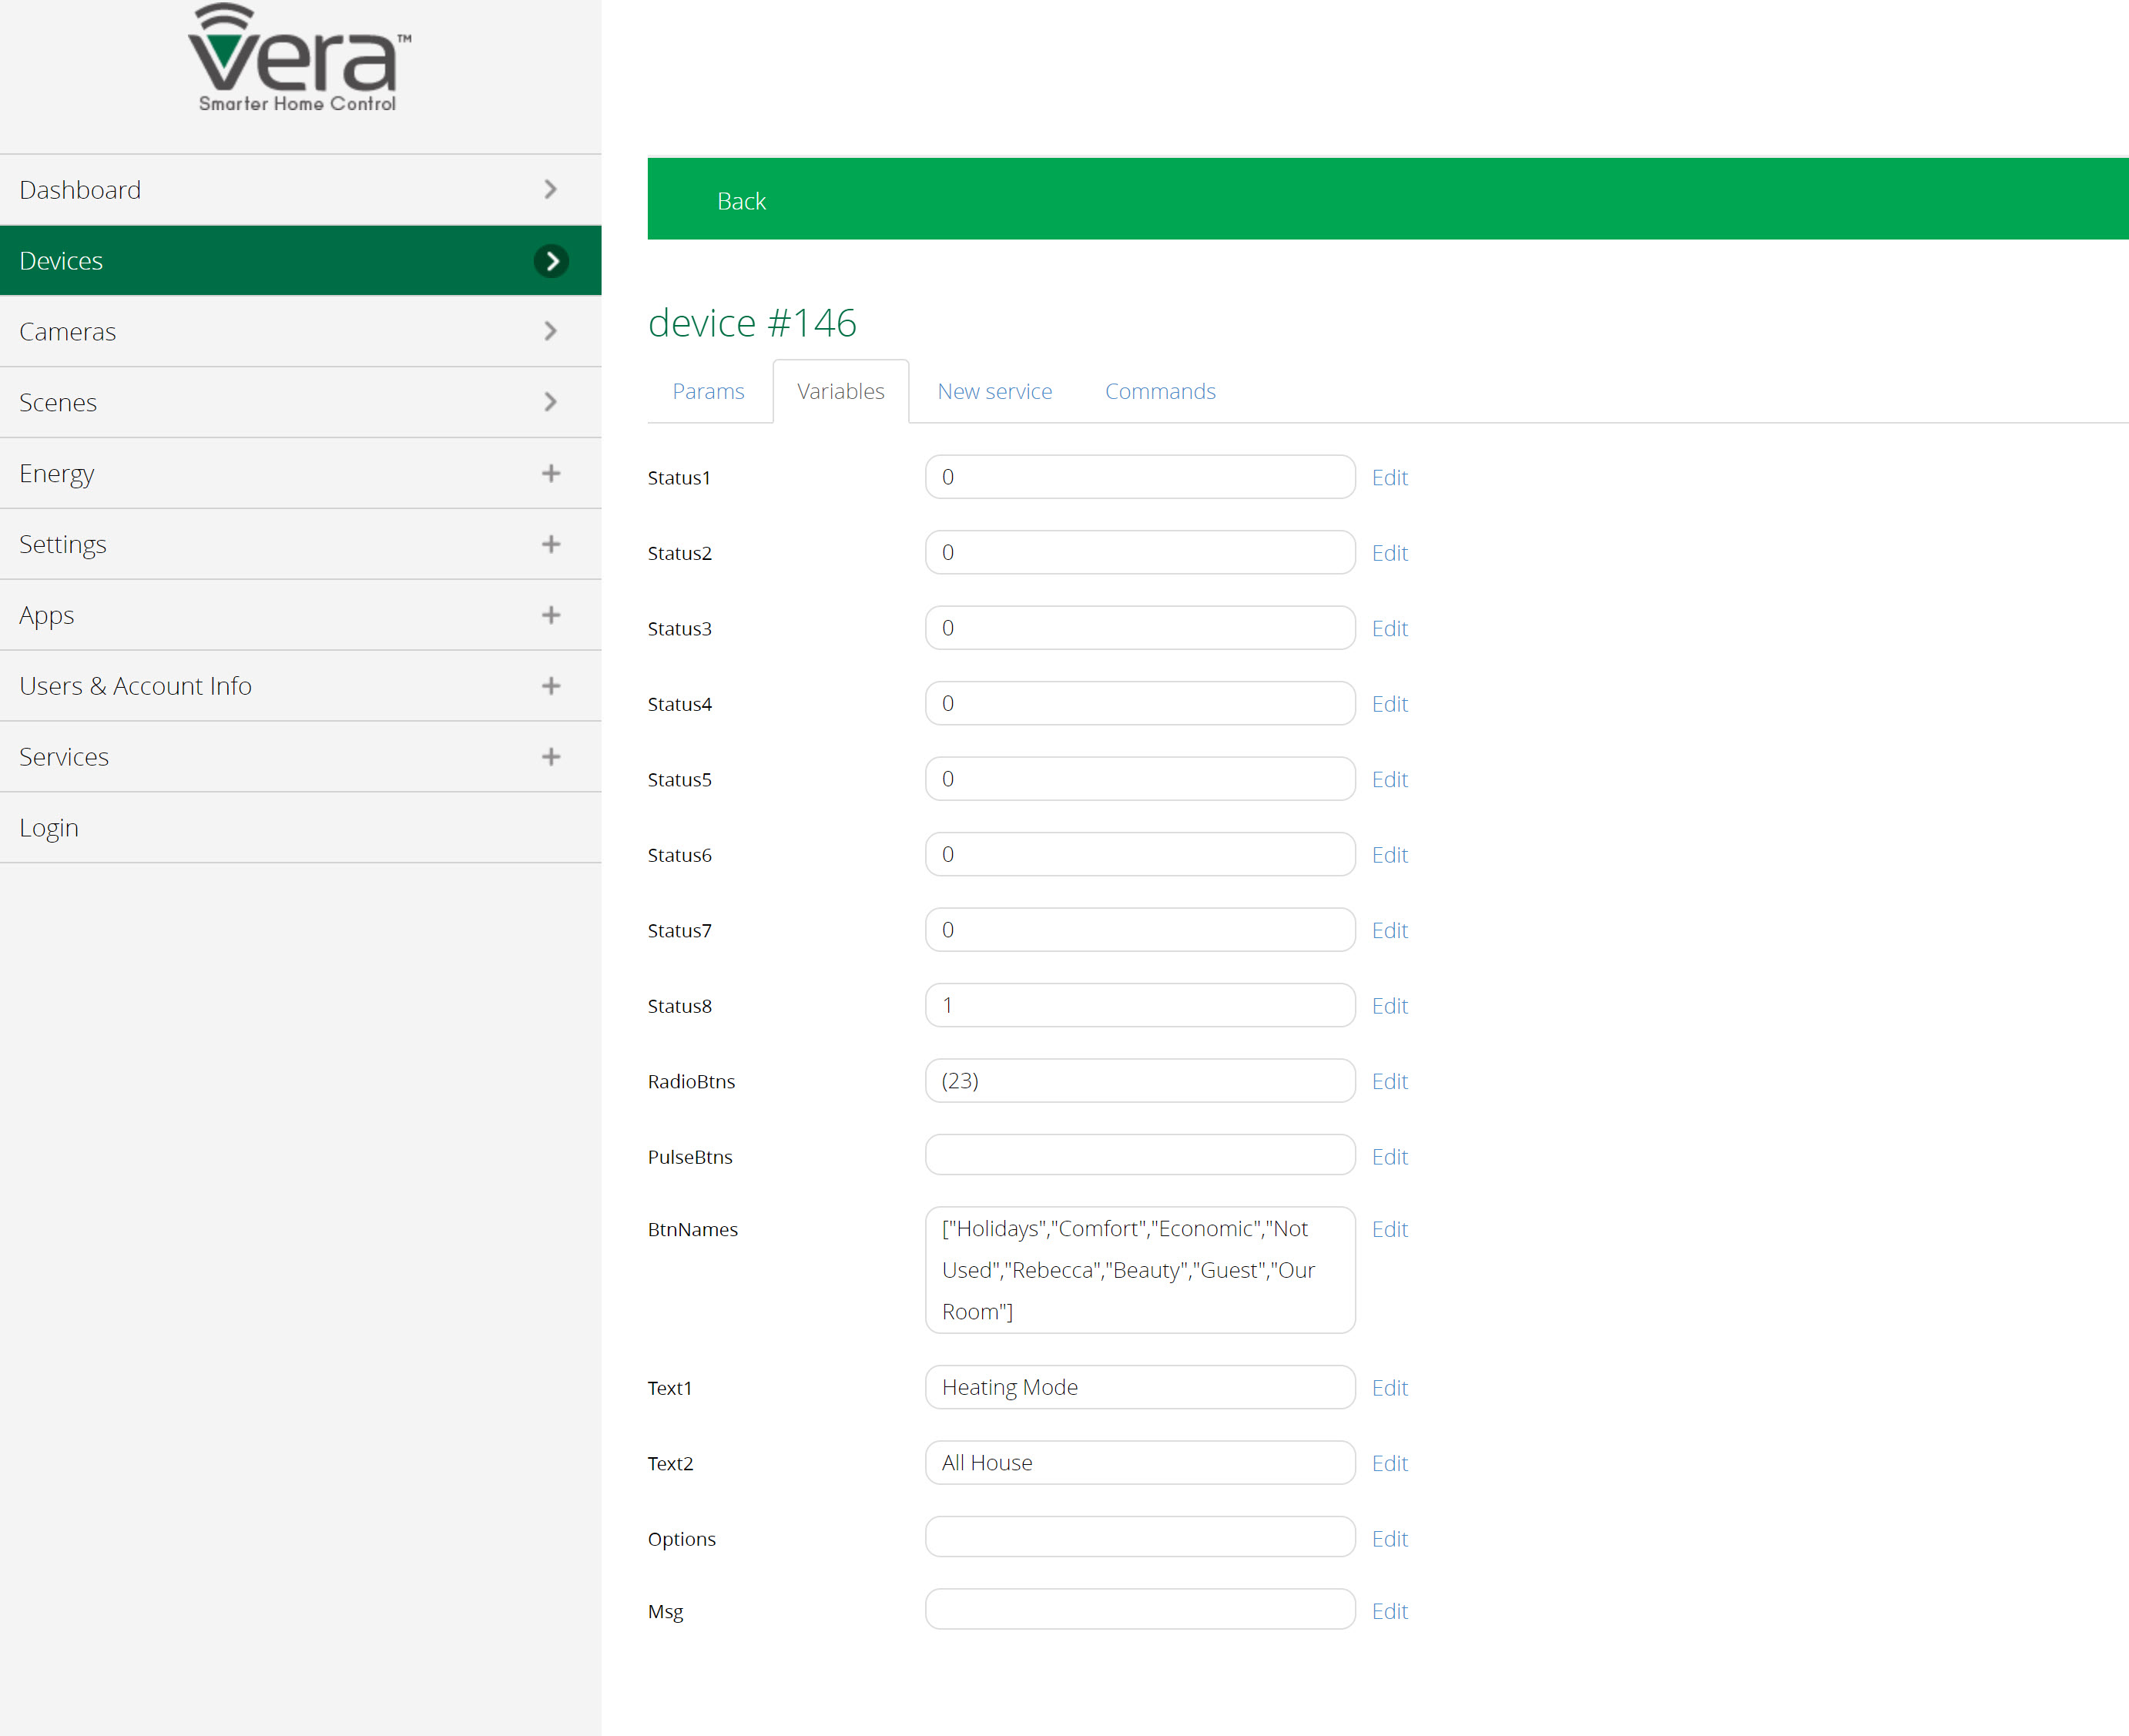 vera™
Smarter Home Control
Dashboard
Devices
Cameras
Scenes
Energy
Settings
Apps
Users & Account Info
Services
Login
Back
device #146
Params Variables New service Commands
Status1 0 Edit
Status2 0 Edit
Status3 0 Edit
Status4 0 Edit
Status5 0 Edit
Status6 0 Edit
Status7 0 Edit
Status8 1 Edit
RadioBtns (23) Edit
PulseBtns Edit
BtnNames ["Holidays","Comfort","Economic","Not Edit
Used","Rebecca","Beauty","Guest","Our
Room"]
Text1 Heating Mode Edit
Text2 All House Edit
Options Edit
Msg Edit